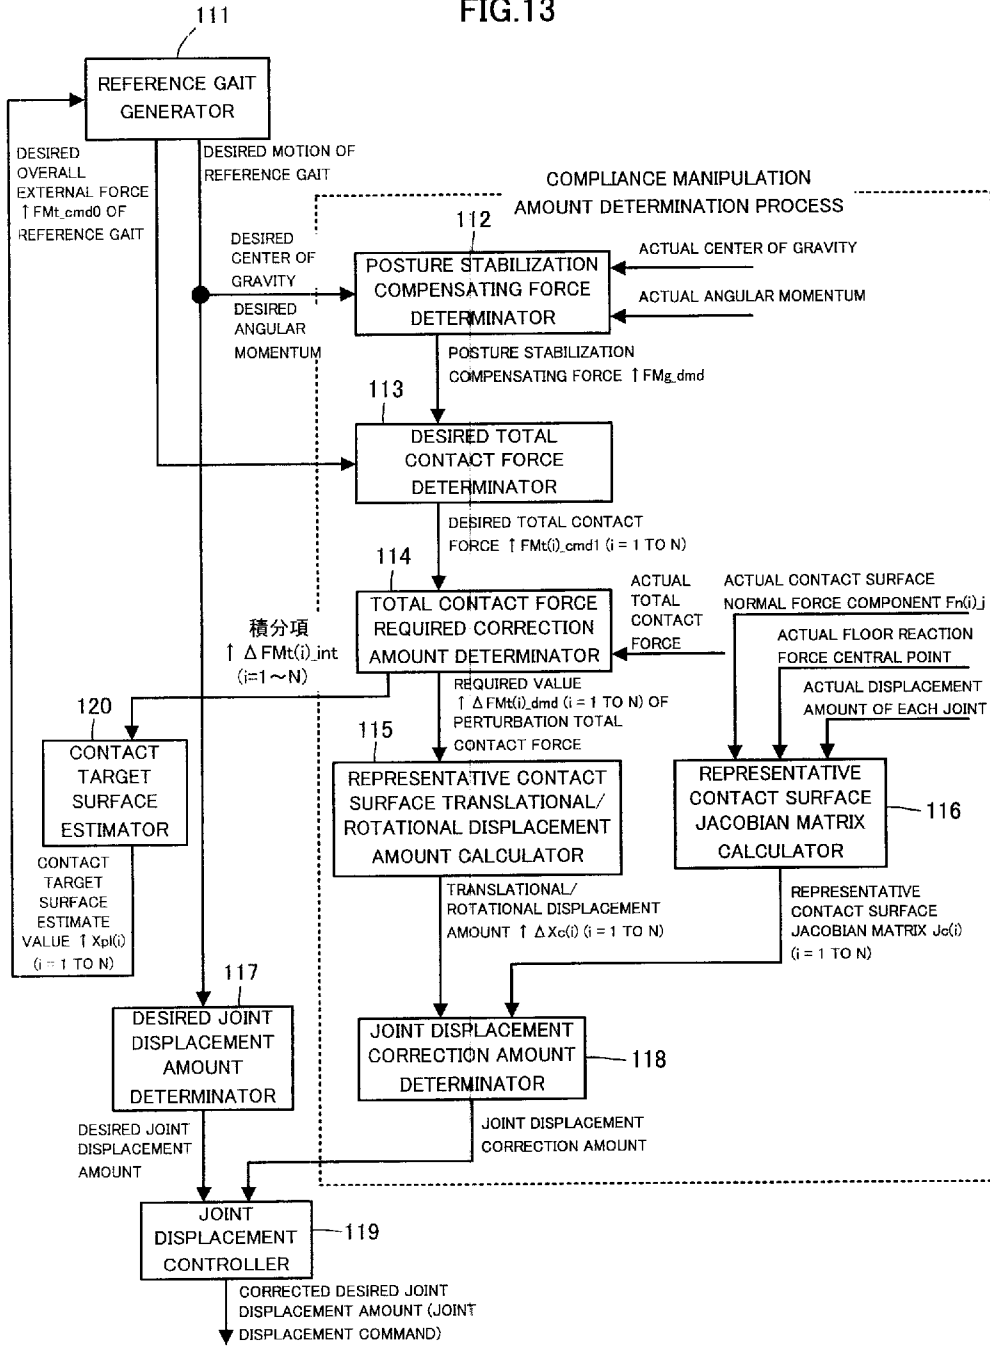 FIG.13
111
REFERENCE GAIT
GENERATOR
DESIRED
OVERALL
EXTERNAL FORCE
↑FMt_cmd0 OF
REFERENCE GAIT
DESIRED MOTION OF
REFERENCE GAIT
COMPLIANCE MANIPULATION
AMOUNT DETERMINATION PROCESS
DESIRED
CENTER OF
GRAVITY
DESIRED
ANGULAR
MOMENTUM
112
POSTURE STABILIZATION
COMPENSATING FORCE
DETERMINATOR
ACTUAL CENTER OF GRAVITY
ACTUAL ANGULAR MOMENTUM
POSTURE STABILIZATION
COMPENSATING FORCE ↑FMg_dmd
113
DESIRED TOTAL
CONTACT FORCE
DETERMINATOR
DESIRED TOTAL CONTACT
FORCE ↑FMt(i)_cmd1 (i = 1 TO N)
114
TOTAL CONTACT FORCE
REQUIRED CORRECTION
AMOUNT DETERMINATOR
ACTUAL
TOTAL
CONTACT
FORCE
ACTUAL CONTACT SURFACE
NORMAL FORCE COMPONENT Fn(i)_j
ACTUAL FLOOR REACTION
FORCE CENTRAL POINT
ACTUAL DISPLACEMENT
AMOUNT OF EACH JOINT
積分項
↑ΔFMt(i)_int
(i=1～N)
REQUIRED VALUE
↑ΔFMt(i)_dmd (i = 1 TO N) OF
PERTURBATION TOTAL
CONTACT FORCE
120
CONTACT
TARGET
SURFACE
ESTIMATOR
115
REPRESENTATIVE CONTACT
SURFACE TRANSLATIONAL/
ROTATIONAL DISPLACEMENT
AMOUNT CALCULATOR
REPRESENTATIVE
CONTACT SURFACE
JACOBIAN MATRIX
CALCULATOR
116
CONTACT
TARGET
SURFACE
ESTIMATE
VALUE ↑Xpl(i)
(i = 1 TO N)
TRANSLATIONAL/
ROTATIONAL DISPLACEMENT
AMOUNT ↑ΔXc(i) (i = 1 TO N)
REPRESENTATIVE
CONTACT SURFACE
JACOBIAN MATRIX Jc(i)
(i = 1 TO N)
117
DESIRED JOINT
DISPLACEMENT
AMOUNT
DETERMINATOR
JOINT DISPLACEMENT
CORRECTION AMOUNT
DETERMINATOR
118
DESIRED JOINT
DISPLACEMENT
AMOUNT
JOINT DISPLACEMENT
CORRECTION AMOUNT
JOINT
DISPLACEMENT
CONTROLLER
119
CORRECTED DESIRED JOINT
DISPLACEMENT AMOUNT (JOINT
DISPLACEMENT COMMAND)